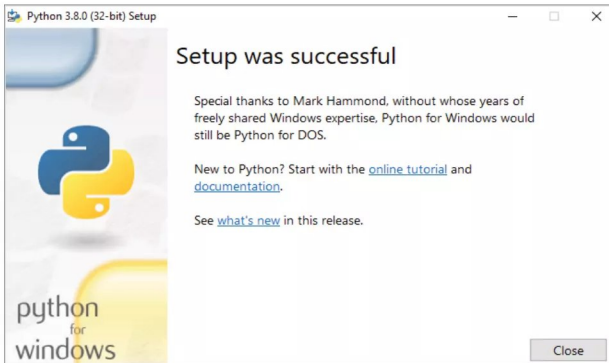 Python 3.8.0 (32-bit) Setup
Setup was successful
Special thanks to Mark Hammond, without whose years of
freely shared Windows expertise, Python for Windows would
still be Python for DOS.
New to Python? Start with the online tutorial and
documentation.
See what's new in this release.
python
for
windows
Close